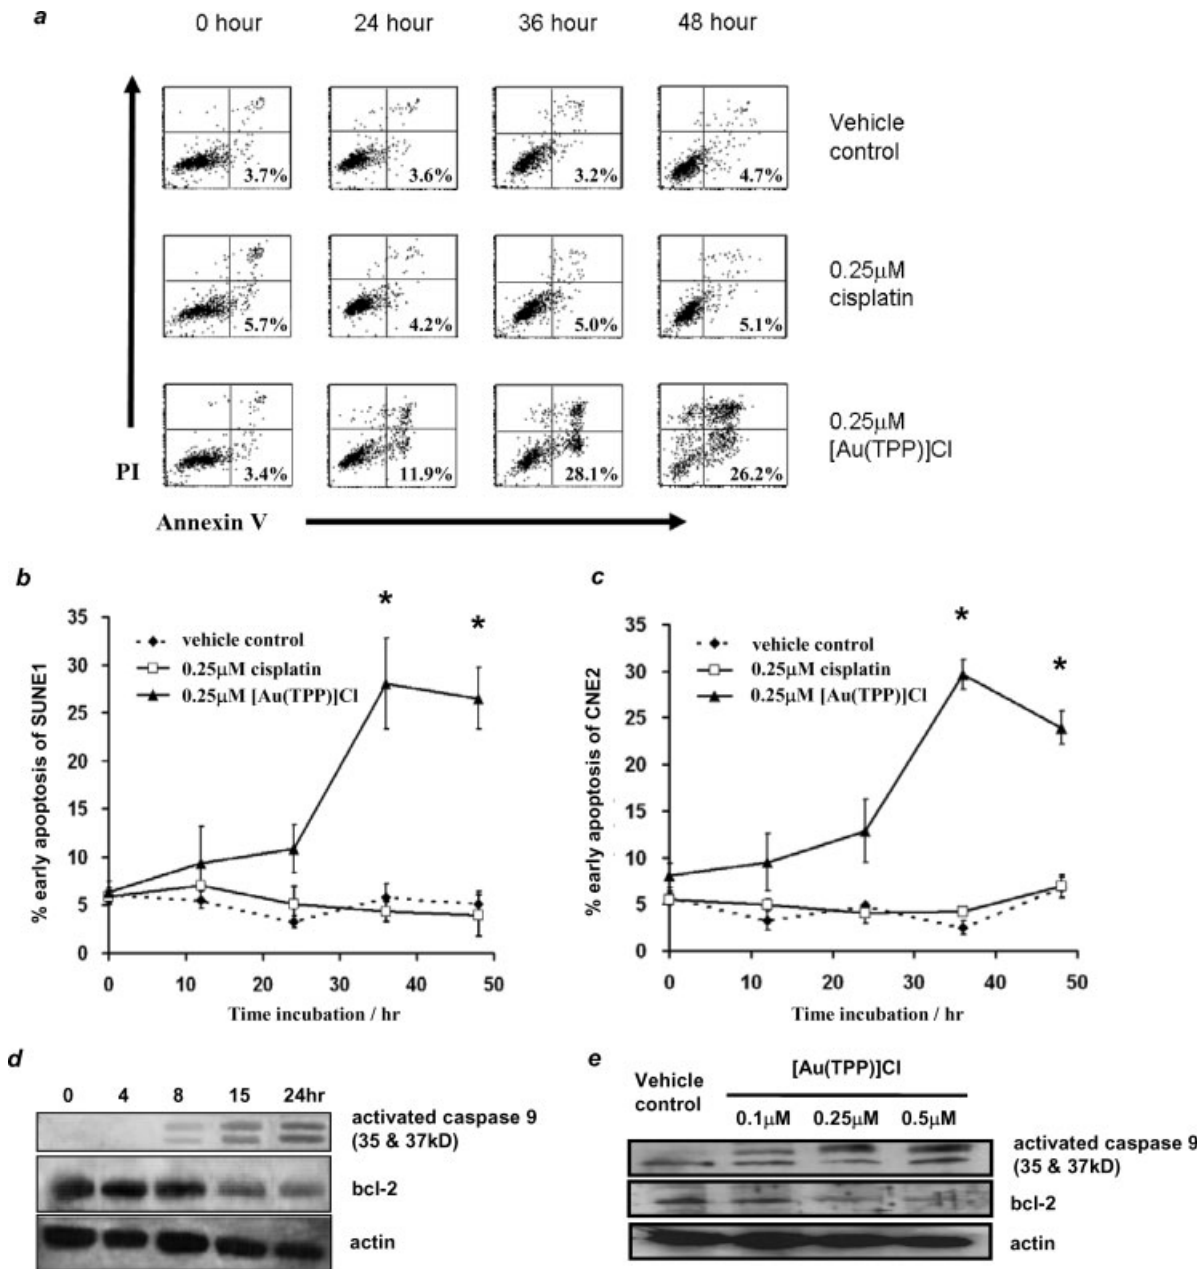 a
0 hour 24 hour 36 hour 48 hour
3.7% 3.6% 3.2% 4.7%
Vehicle
control
5.7% 4.2% 5.0% 5.1%
0.25μM
cisplatin
3.4% 11.9% 28.1% 26.2%
0.25μM
[Au(TPP)]Cl
PI
Annexin V
b
% early apoptosis of SUNE1
35
30
25
20
15
10
5
0
* *
vehicle control
0.25μM cisplatin
0.25μM [Au(TPP)]Cl
0 10 20 30 40 50
Time incubation / hr
c
% early apoptosis of CNE2
35
30
25
20
15
10
5
0
* *
vehicle control
0.25μM cisplatin
0.25μM [Au(TPP)]Cl
0 10 20 30 40 50
Time incubation / hr
d
0 4 8 15 24hr
activated caspase 9
(35 & 37kD)
bcl-2
actin
e
Vehicle
control
[Au(TPP)]Cl
0.1μM 0.25μM 0.5μM
activated caspase 9
(35 & 37kD)
bcl-2
actin